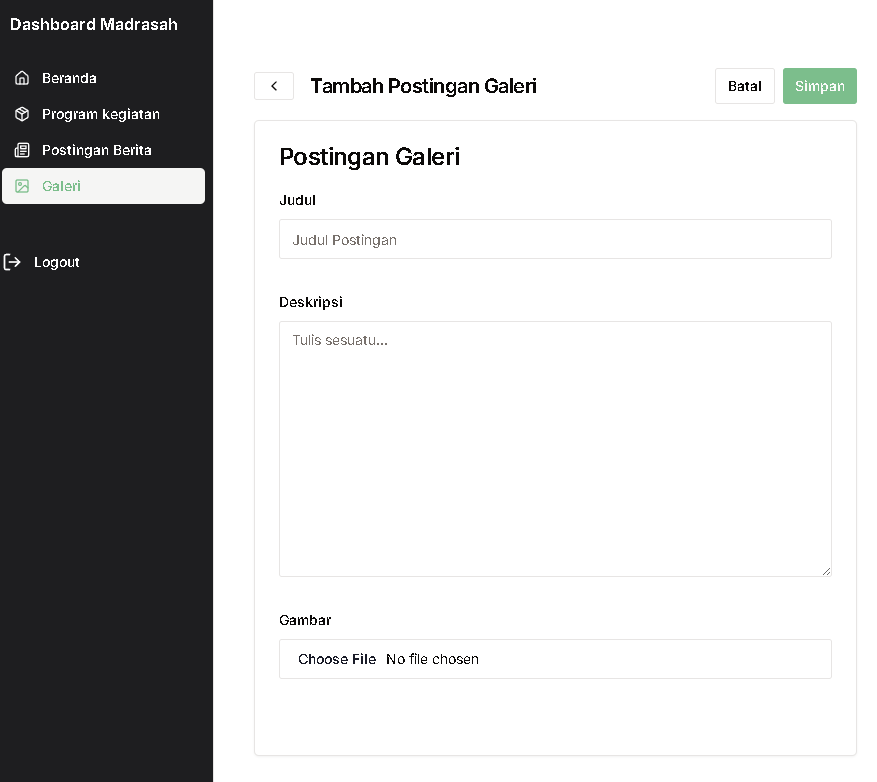 Dashboard Madrasah
Beranda
Program kegiatan
Postingan Berita
Galeri
Logout
Tambah Postingan Galeri
Batal
Simpan
Postingan Galeri
Judul
Judul Postingan
Deskripsi
Tulis sesuatu...
Gambar
Choose File No file chosen